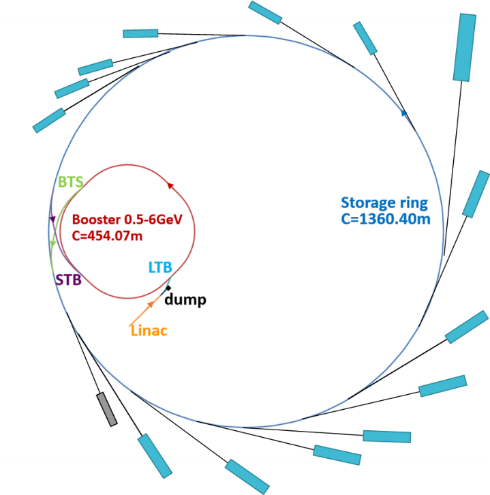 BTS
Booster 0.5-6GeV
C=454.07m
Storage ring
C=1360.40m
LTB
STB
dump
Linac